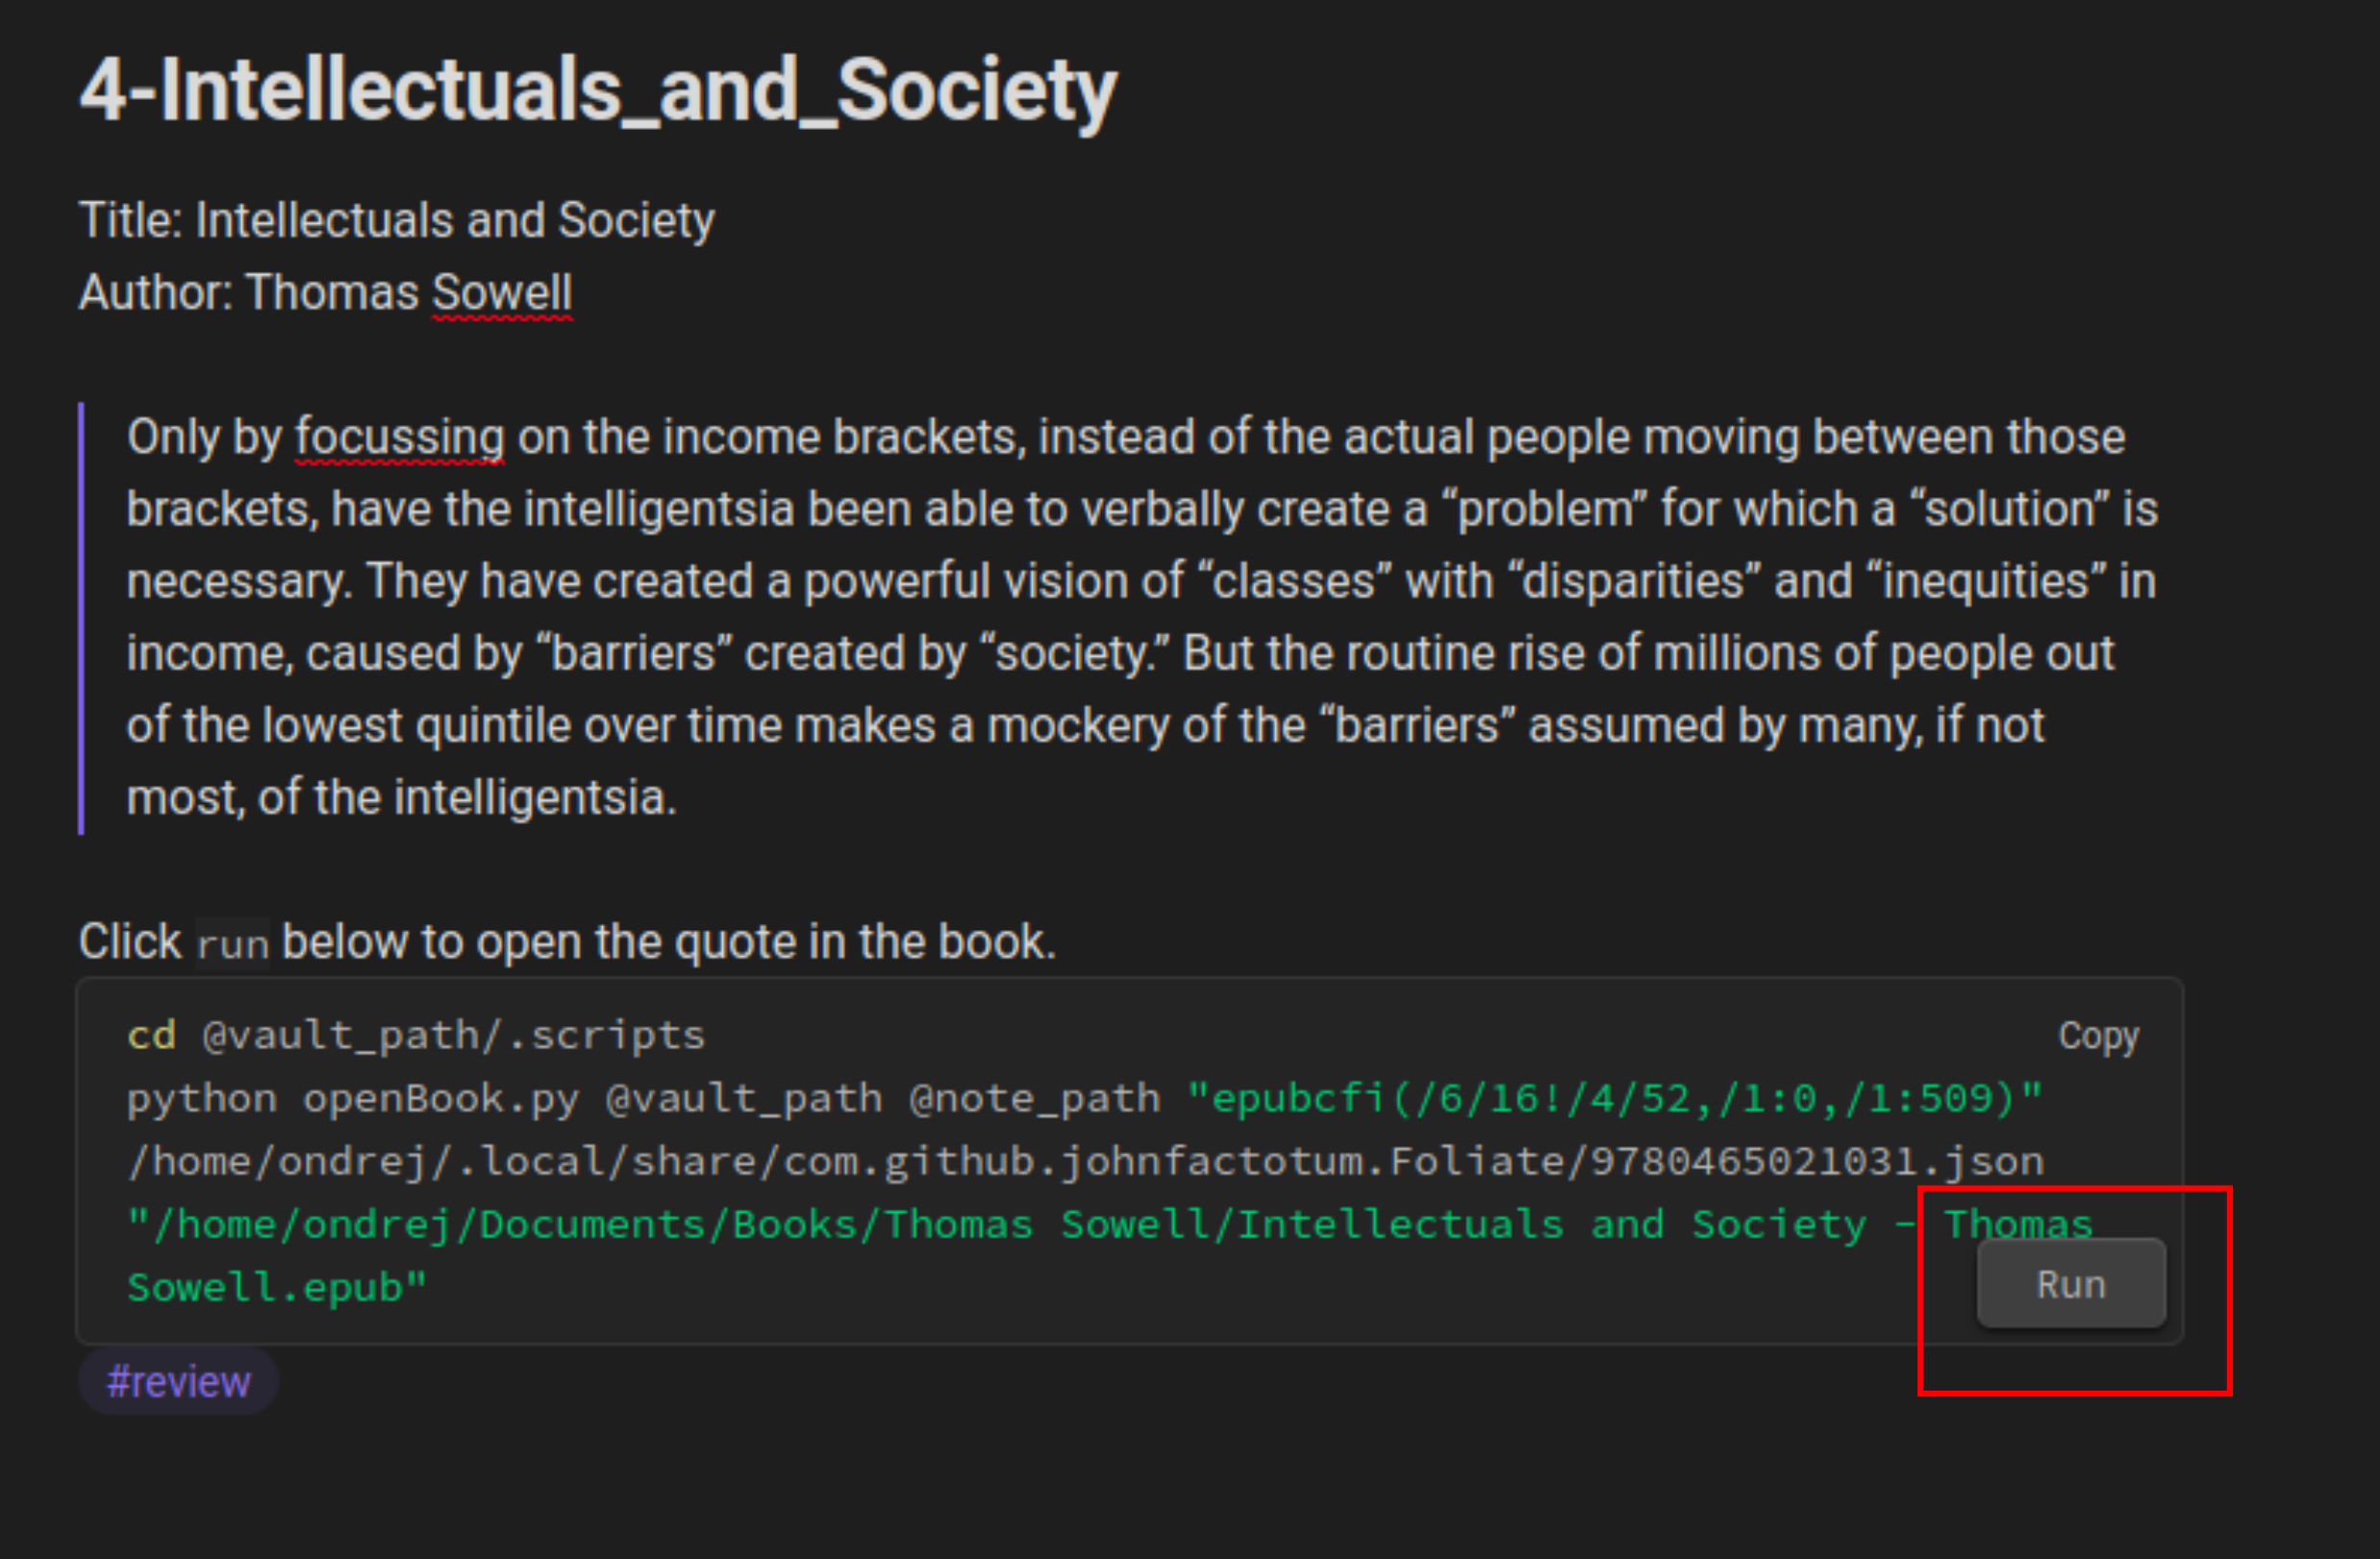 4-Intellectuals_and_Society
Title: Intellectuals and Society
Author: Thomas Sowell
Only by focussing on the income brackets, instead of the actual people moving between those
brackets, have the intelligentsia been able to verbally create a “problem” for which a “solution” is
necessary. They have created a powerful vision of “classes” with “disparities” and “inequities” in
income, caused by “barriers” created by “society.” But the routine rise of millions of people out
of the lowest quintile over time makes a mockery of the “barriers” assumed by many, if not
most, of the intelligentsia.
Click run below to open the quote in the book.
cd @vault_path/.scripts
Copy
python openBook.py @vault_path @note_path "epubcfi(/6/16!/4/52,/1:0,/1:509)"
/home/ondrej/.local/share/com.github.johnfactotum.Foliate/9780465021031.json
"/home/ondrej/Documents/Books/Thomas Sowell/Intellectuals and Society - Thomas
Sowell.epub"
Run
#review